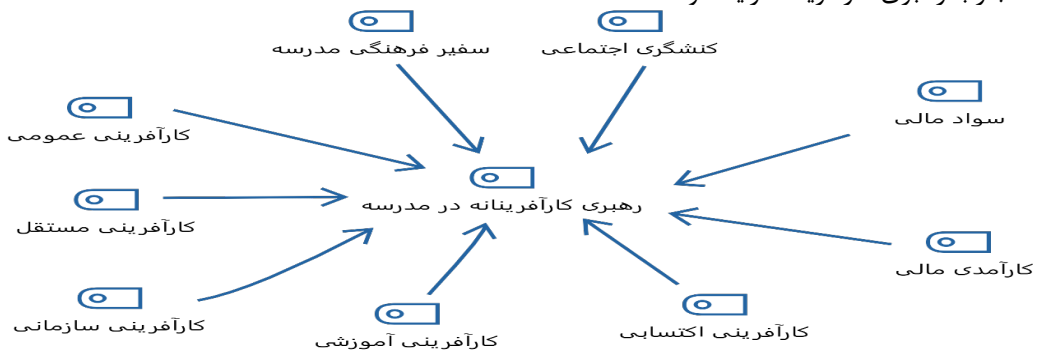 سفیر فرهنگی مدرسه
کنشگری اجتماعی
سواد مالی
کارآفرینی عمومی
رهبری کارآفرینانه در مدرسه
کارآفرینی مستقل
کارآمدی مالی
کارآفرینی سازمانی
کارآفرینی آموزشی
کارآفرینی اکتسابی